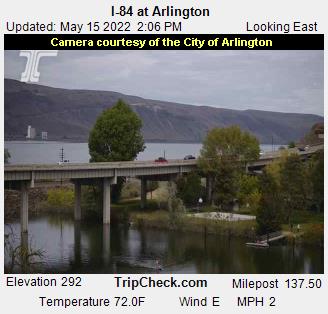 I-84 at Arlington
Updated: May 15 2022 2:06 PM Looking East
Camera courtesy of the City of Arlington
Elevation 292 TripCheck.com Milepost 137.50
Temperature 72.0F Wind E MPH 2